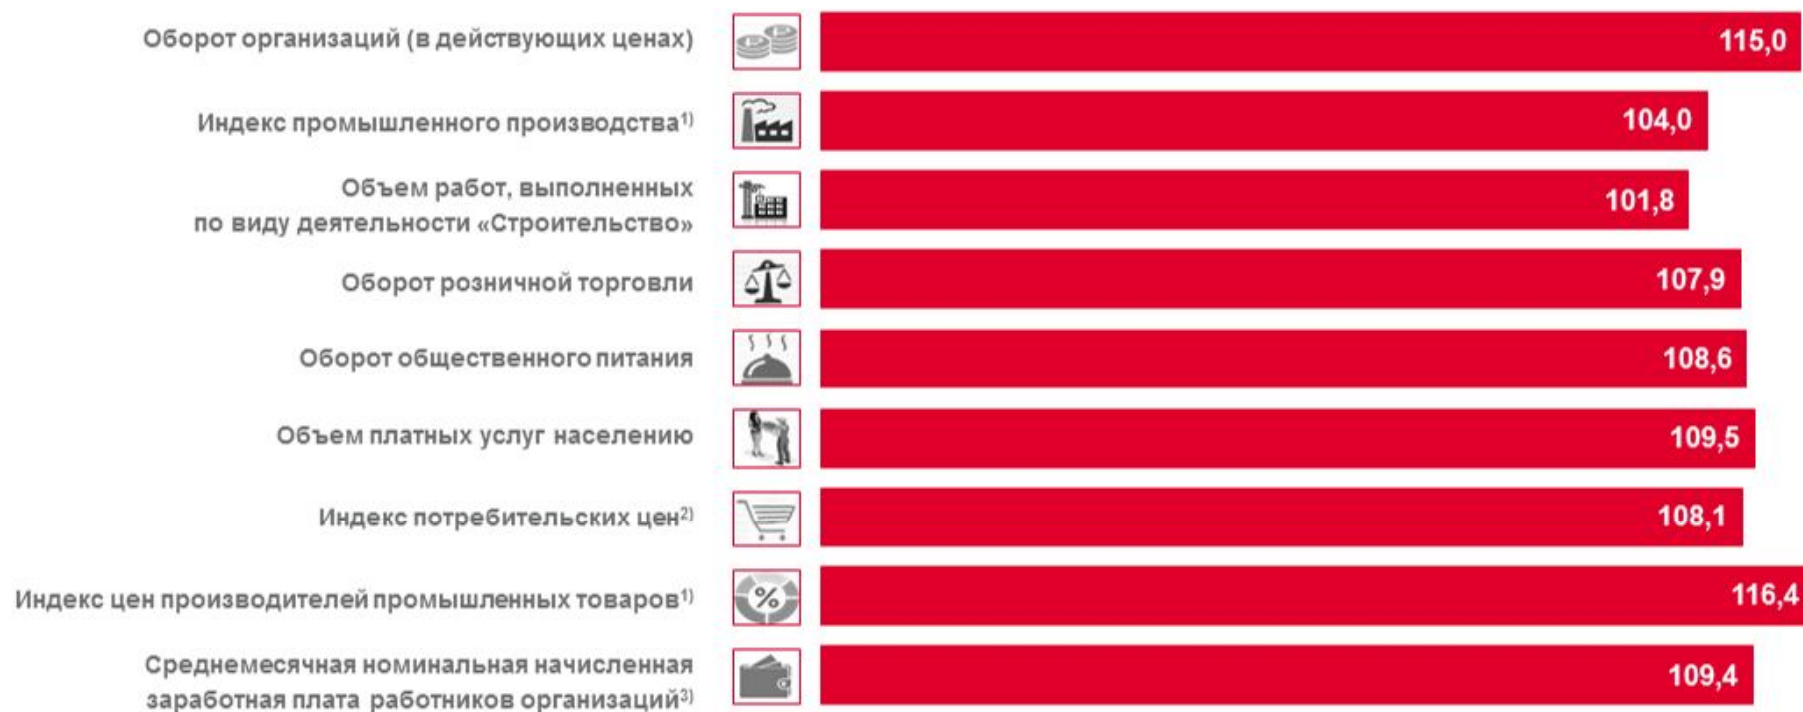 Оборот организаций (в действующих ценах)
115,0
Индекс промышленного производства1)
104,0
Объем работ, выполненных
по виду деятельности «Строительство»
101,8
Оборот розничной торговли
107,9
Оборот общественного питания
108,6
Объем платных услуг населению
109,5
Индекс потребительских цен2)
108,1
Индекс цен производителей промышленных товаров1)
%
116,4
Среднемесячная номинальная начисленная
заработная плата работников организаций3)
109,4